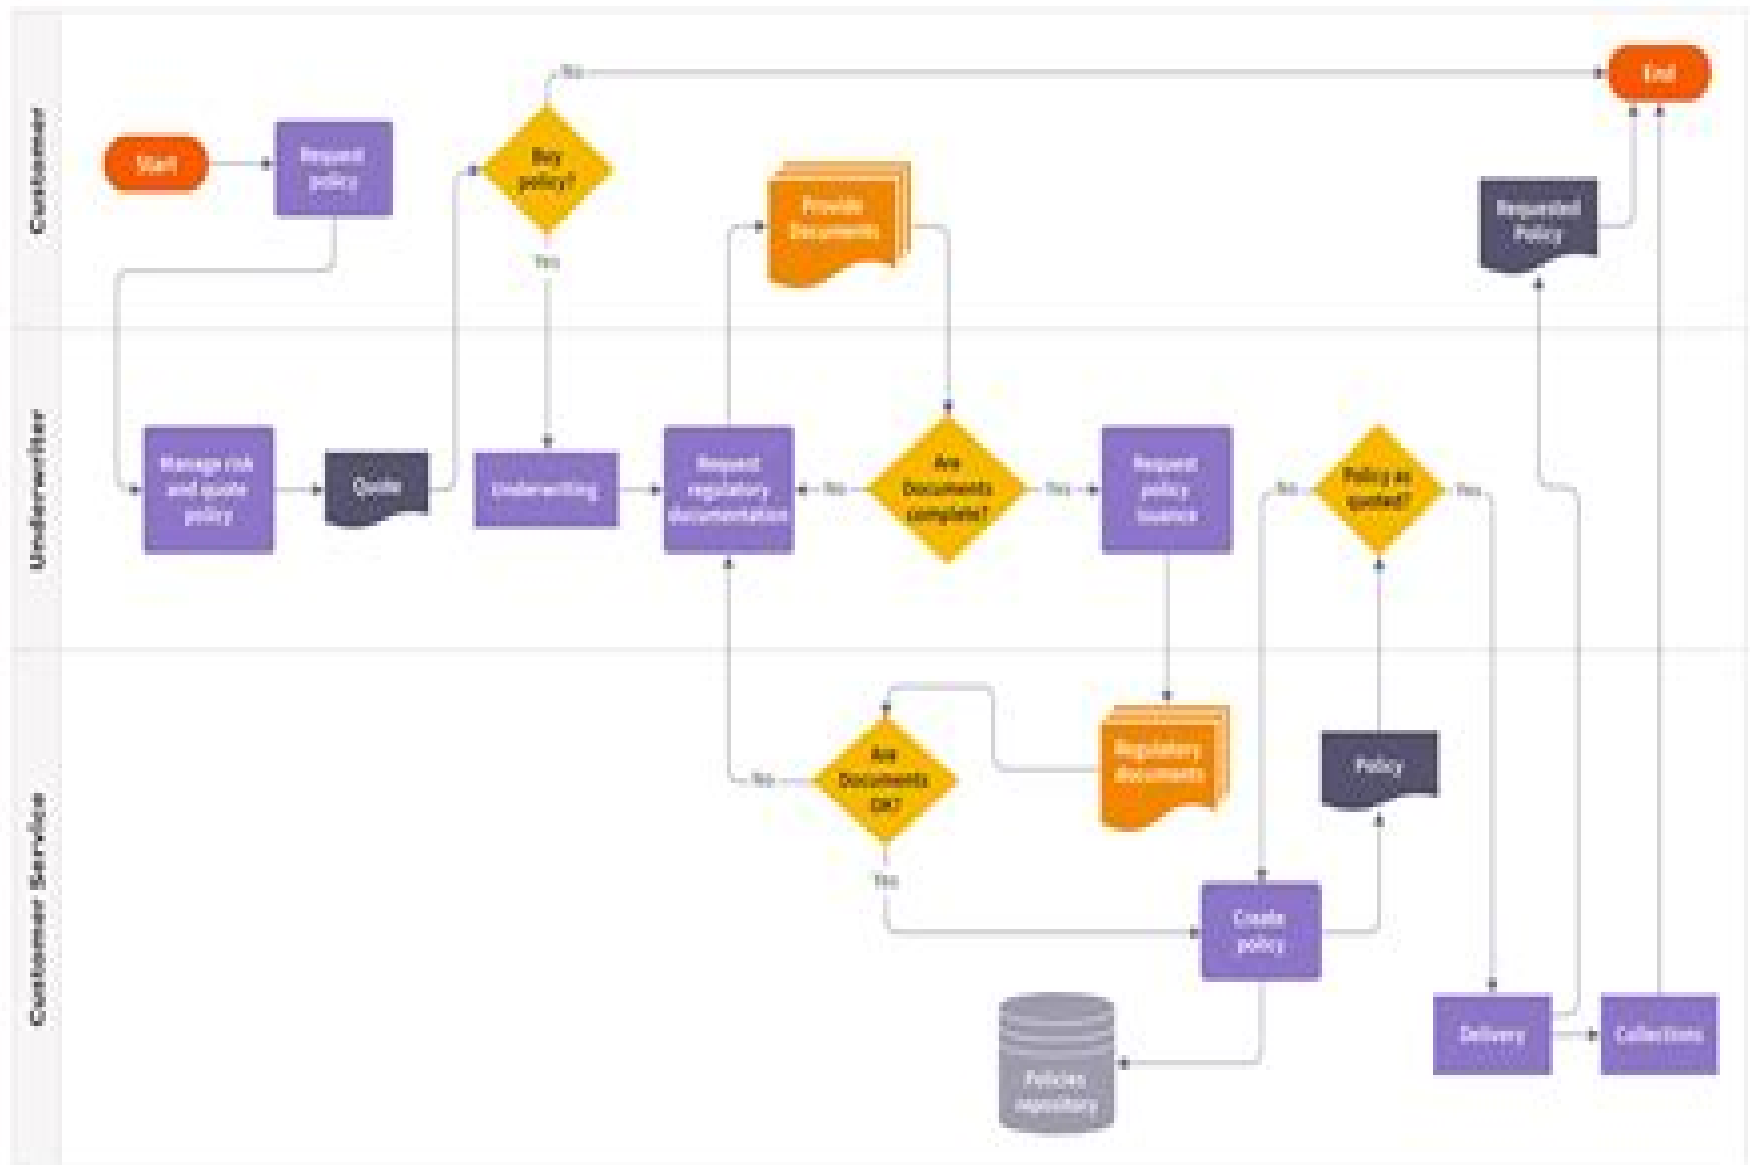 Customer
Start
Request
policy
Buy
policy?
No
Yes
Provide
Documents
Requested
Policy
End
Underwriter
Manage risk
and quote
policy
Quote
Underwriting
Request
regulatory
documentation
No
Are
Documents
complete?
Yes
Request
policy
issuance
No
Policy as
quoted?
Yes
Customer Service
No
Are
Documents
OK?
Yes
Regulatory
documents
Policy
Create
policy
Policies
repository
Delivery
Collections